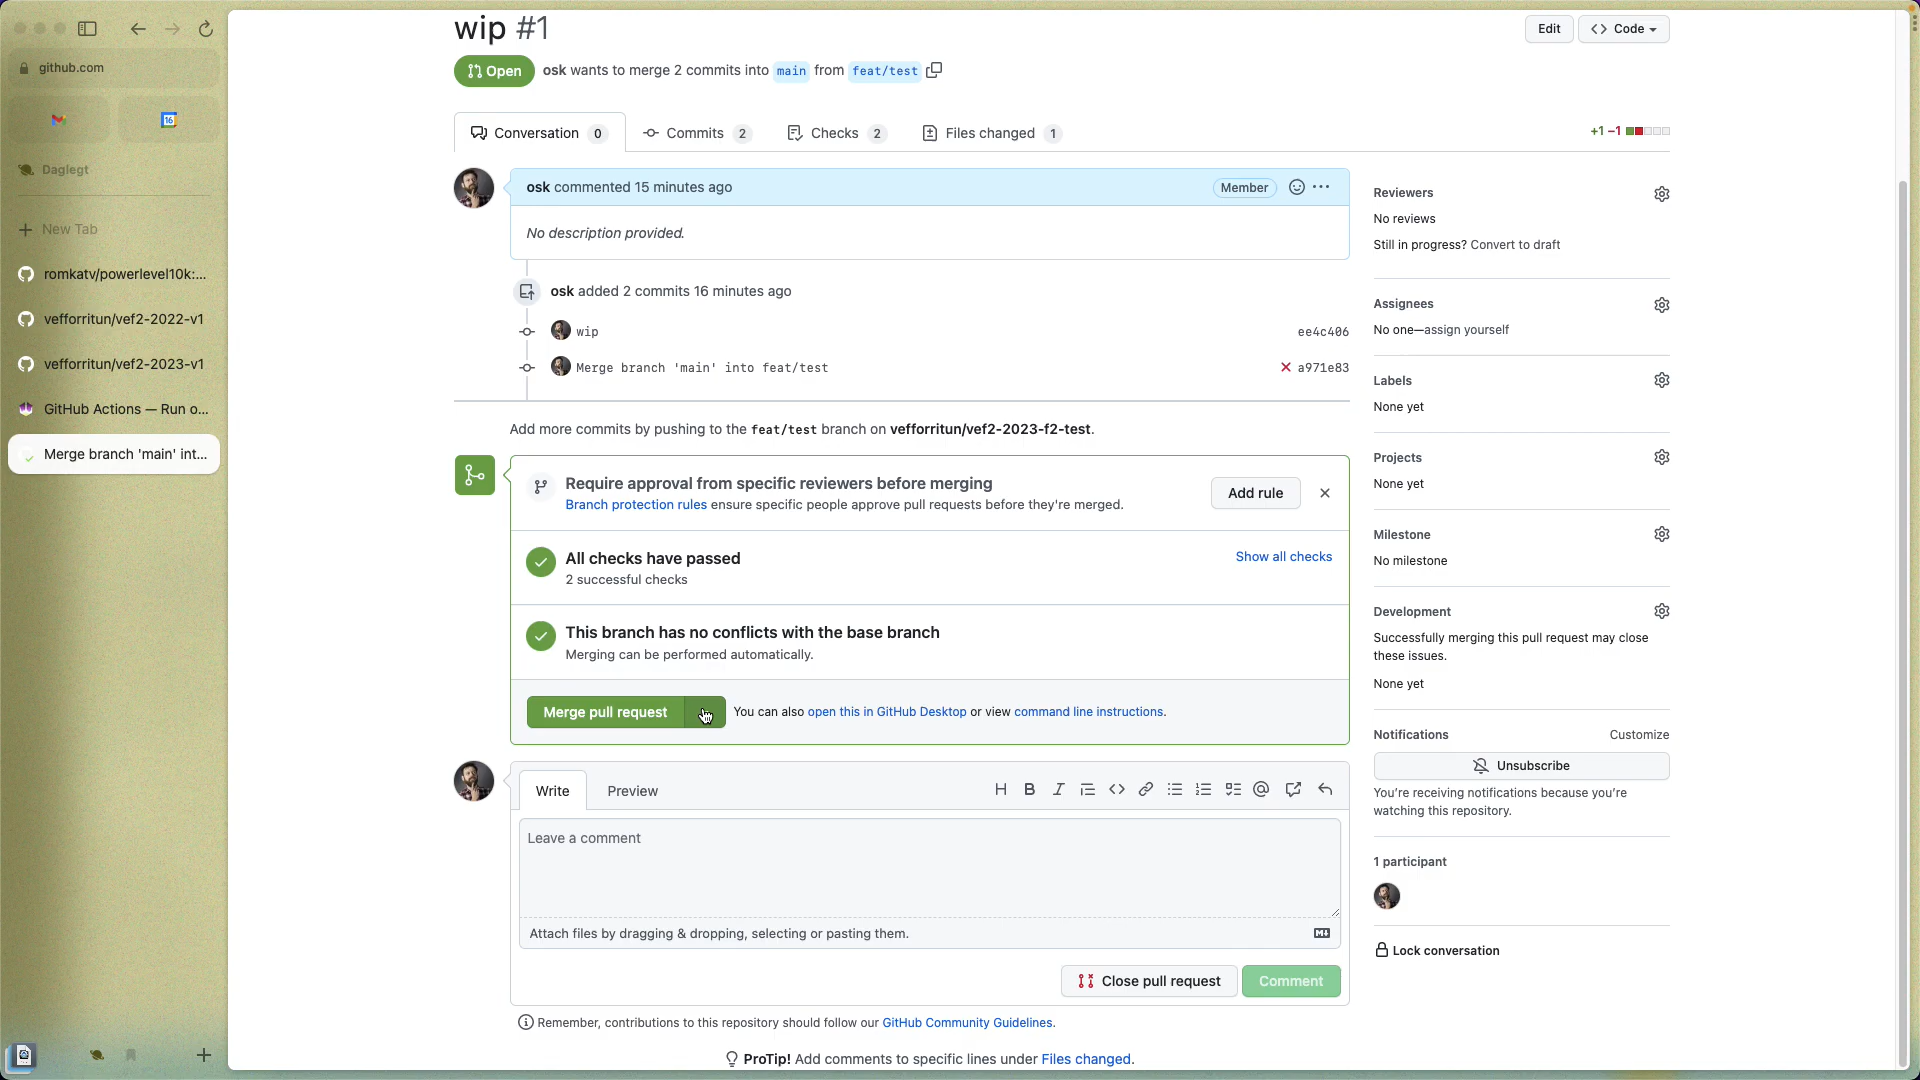 github.com
16
Daglegt
New Tab
romkatv/powerlevel10k:...
vefforritun/vef2-2022-v1
vefforritun/vef2-2023-v1
GitHub Actions — Run o...
Merge branch 'main' int...
wip #1
Edit
Code
Open
osk wants to merge 2 commits into main from feat/test
Conversation 0
Commits 2
Checks 2
Files changed 1
+1 −1
osk commented 15 minutes ago
Member
No description provided.
osk added 2 commits 16 minutes ago
wip
ee4c406
Merge branch 'main' into feat/test
a971e83
Add more commits by pushing to the feat/test branch on vefforritun/vef2-2023-f2-test.
Require approval from specific reviewers before merging
Branch protection rules ensure specific people approve pull requests before they're merged.
Add rule
All checks have passed
2 successful checks
Show all checks
This branch has no conflicts with the base branch
Merging can be performed automatically.
Merge pull request
You can also open this in GitHub Desktop or view command line instructions.
Write
Preview
Leave a comment
Attach files by dragging & dropping, selecting or pasting them.
Close pull request
Comment
Remember, contributions to this repository should follow our GitHub Community Guidelines.
ProTip! Add comments to specific lines under Files changed.
Reviewers
No reviews
Still in progress? Convert to draft
Assignees
No one—assign yourself
Labels
None yet
Projects
None yet
Milestone
No milestone
Development
Successfully merging this pull request may close
these issues.
None yet
Notifications
Customize
Unsubscribe
You're receiving notifications because you're
watching this repository.
1 participant
Lock conversation